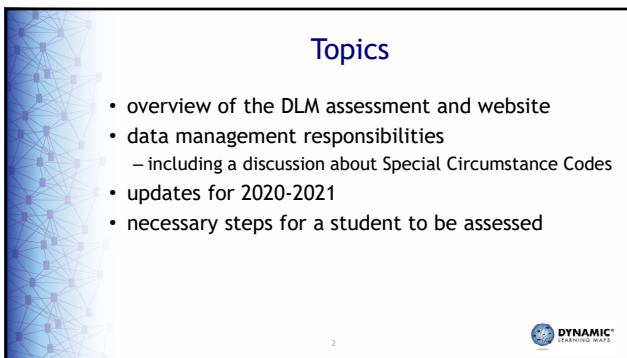 Topics
• overview of the DLM assessment and website
• data management responsibilities
– including a discussion about Special Circumstance Codes
• updates for 2020-2021
• necessary steps for a student to be assessed
2
DYNAMIC®
LEARNING MAPS